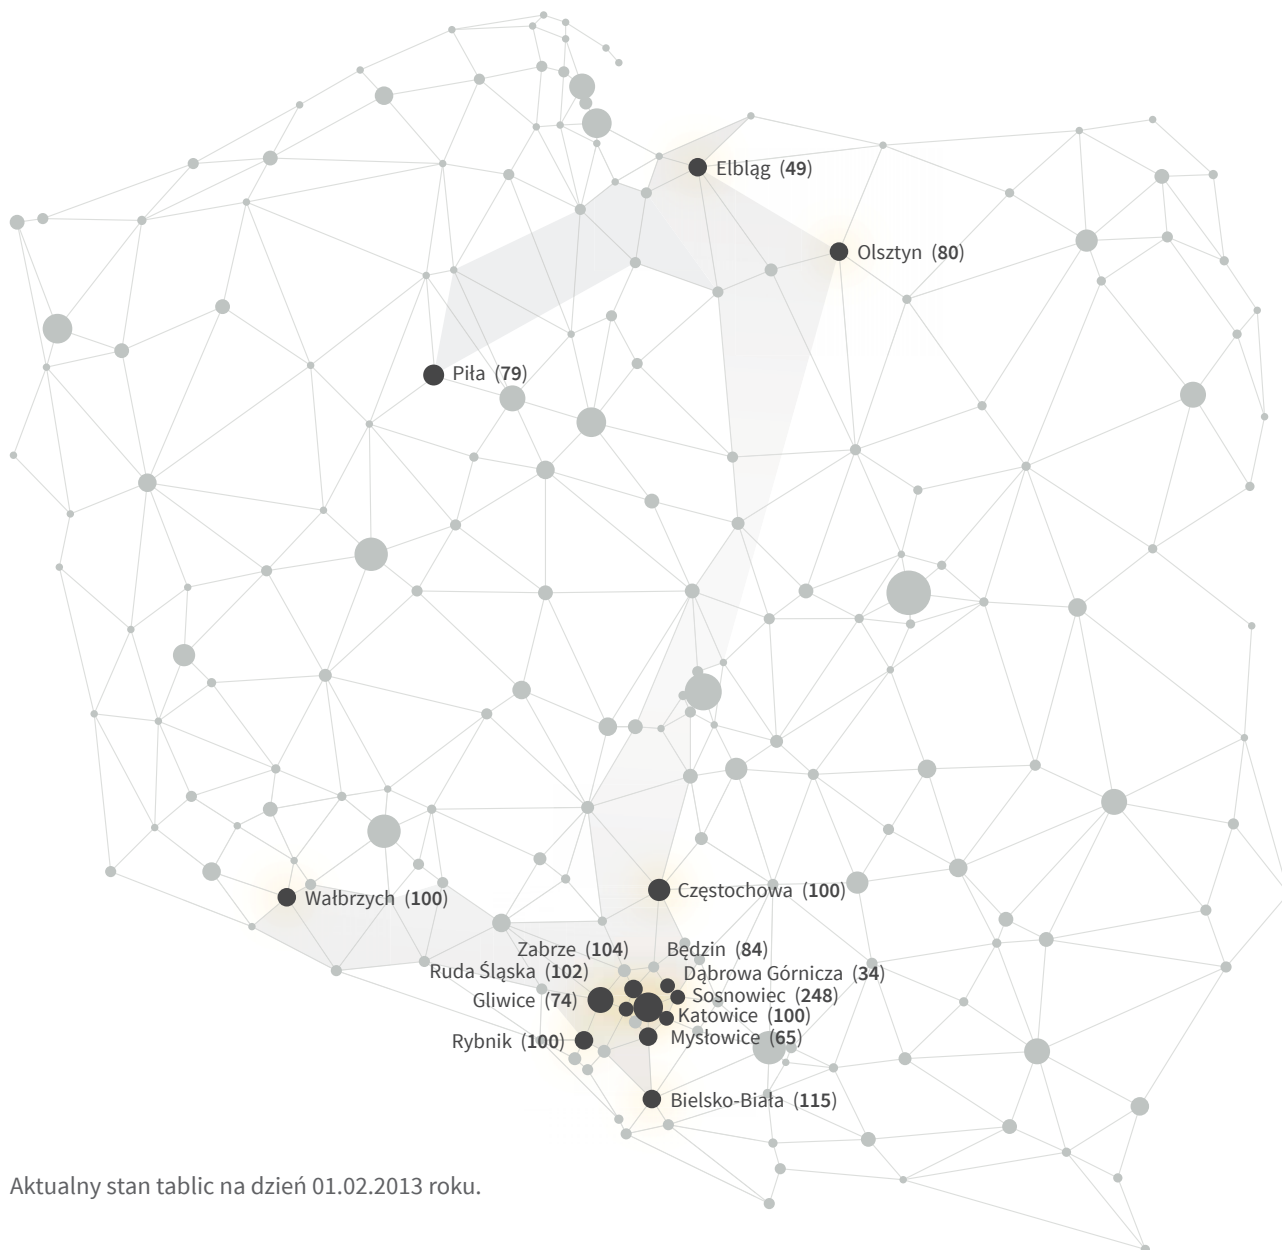 Elbląg (49)
Olsztyn (80)
Piła (79)
Wałbrzych (100)
Częstochowa (100)
Zabrze (104)
Będzin (84)
Ruda Śląska (102)
Dąbrowa Górnicza (34)
Gliwice (74)
Sosnowiec (248)
Katowice (100)
Rybnik (100)
Mysłowice (65)
Bielsko-Biała (115)
Aktualny stan tablic na dzień 01.02.2013 roku.